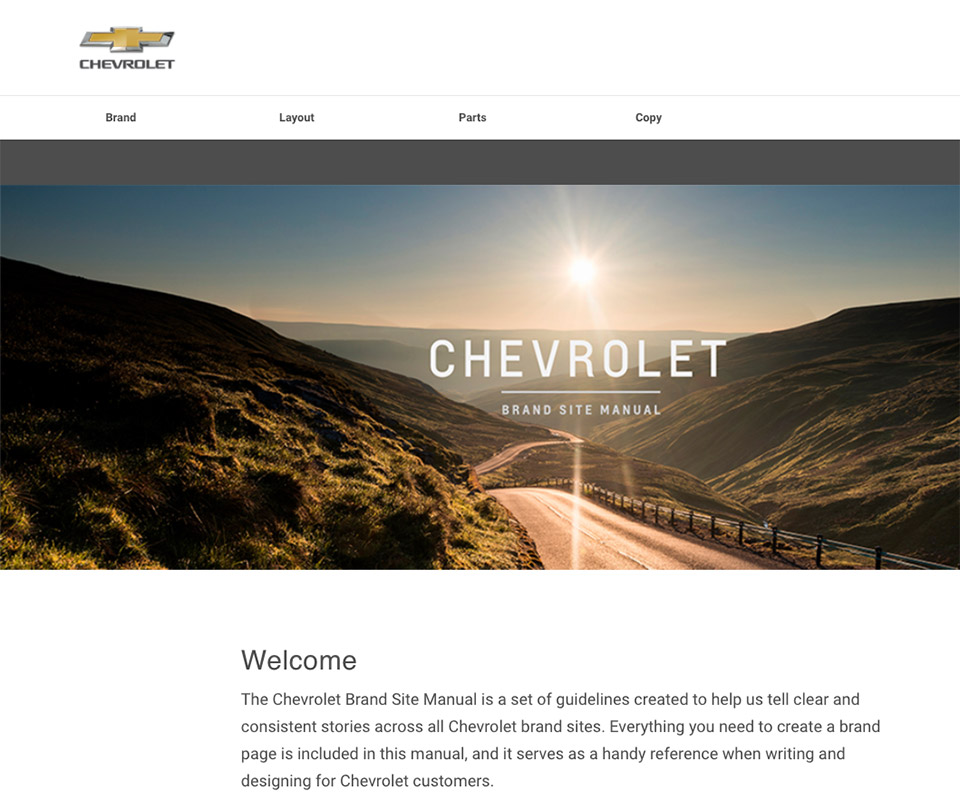 CHEVROLET
Brand Layout Parts Copy
CHEVROLET
BRAND SITE MANUAL
Welcome
The Chevrolet Brand Site Manual is a set of guidelines created to help us tell clear and
consistent stories across all Chevrolet brand sites. Everything you need to create a brand
page is included in this manual, and it serves as a handy reference when writing and
designing for Chevrolet customers.